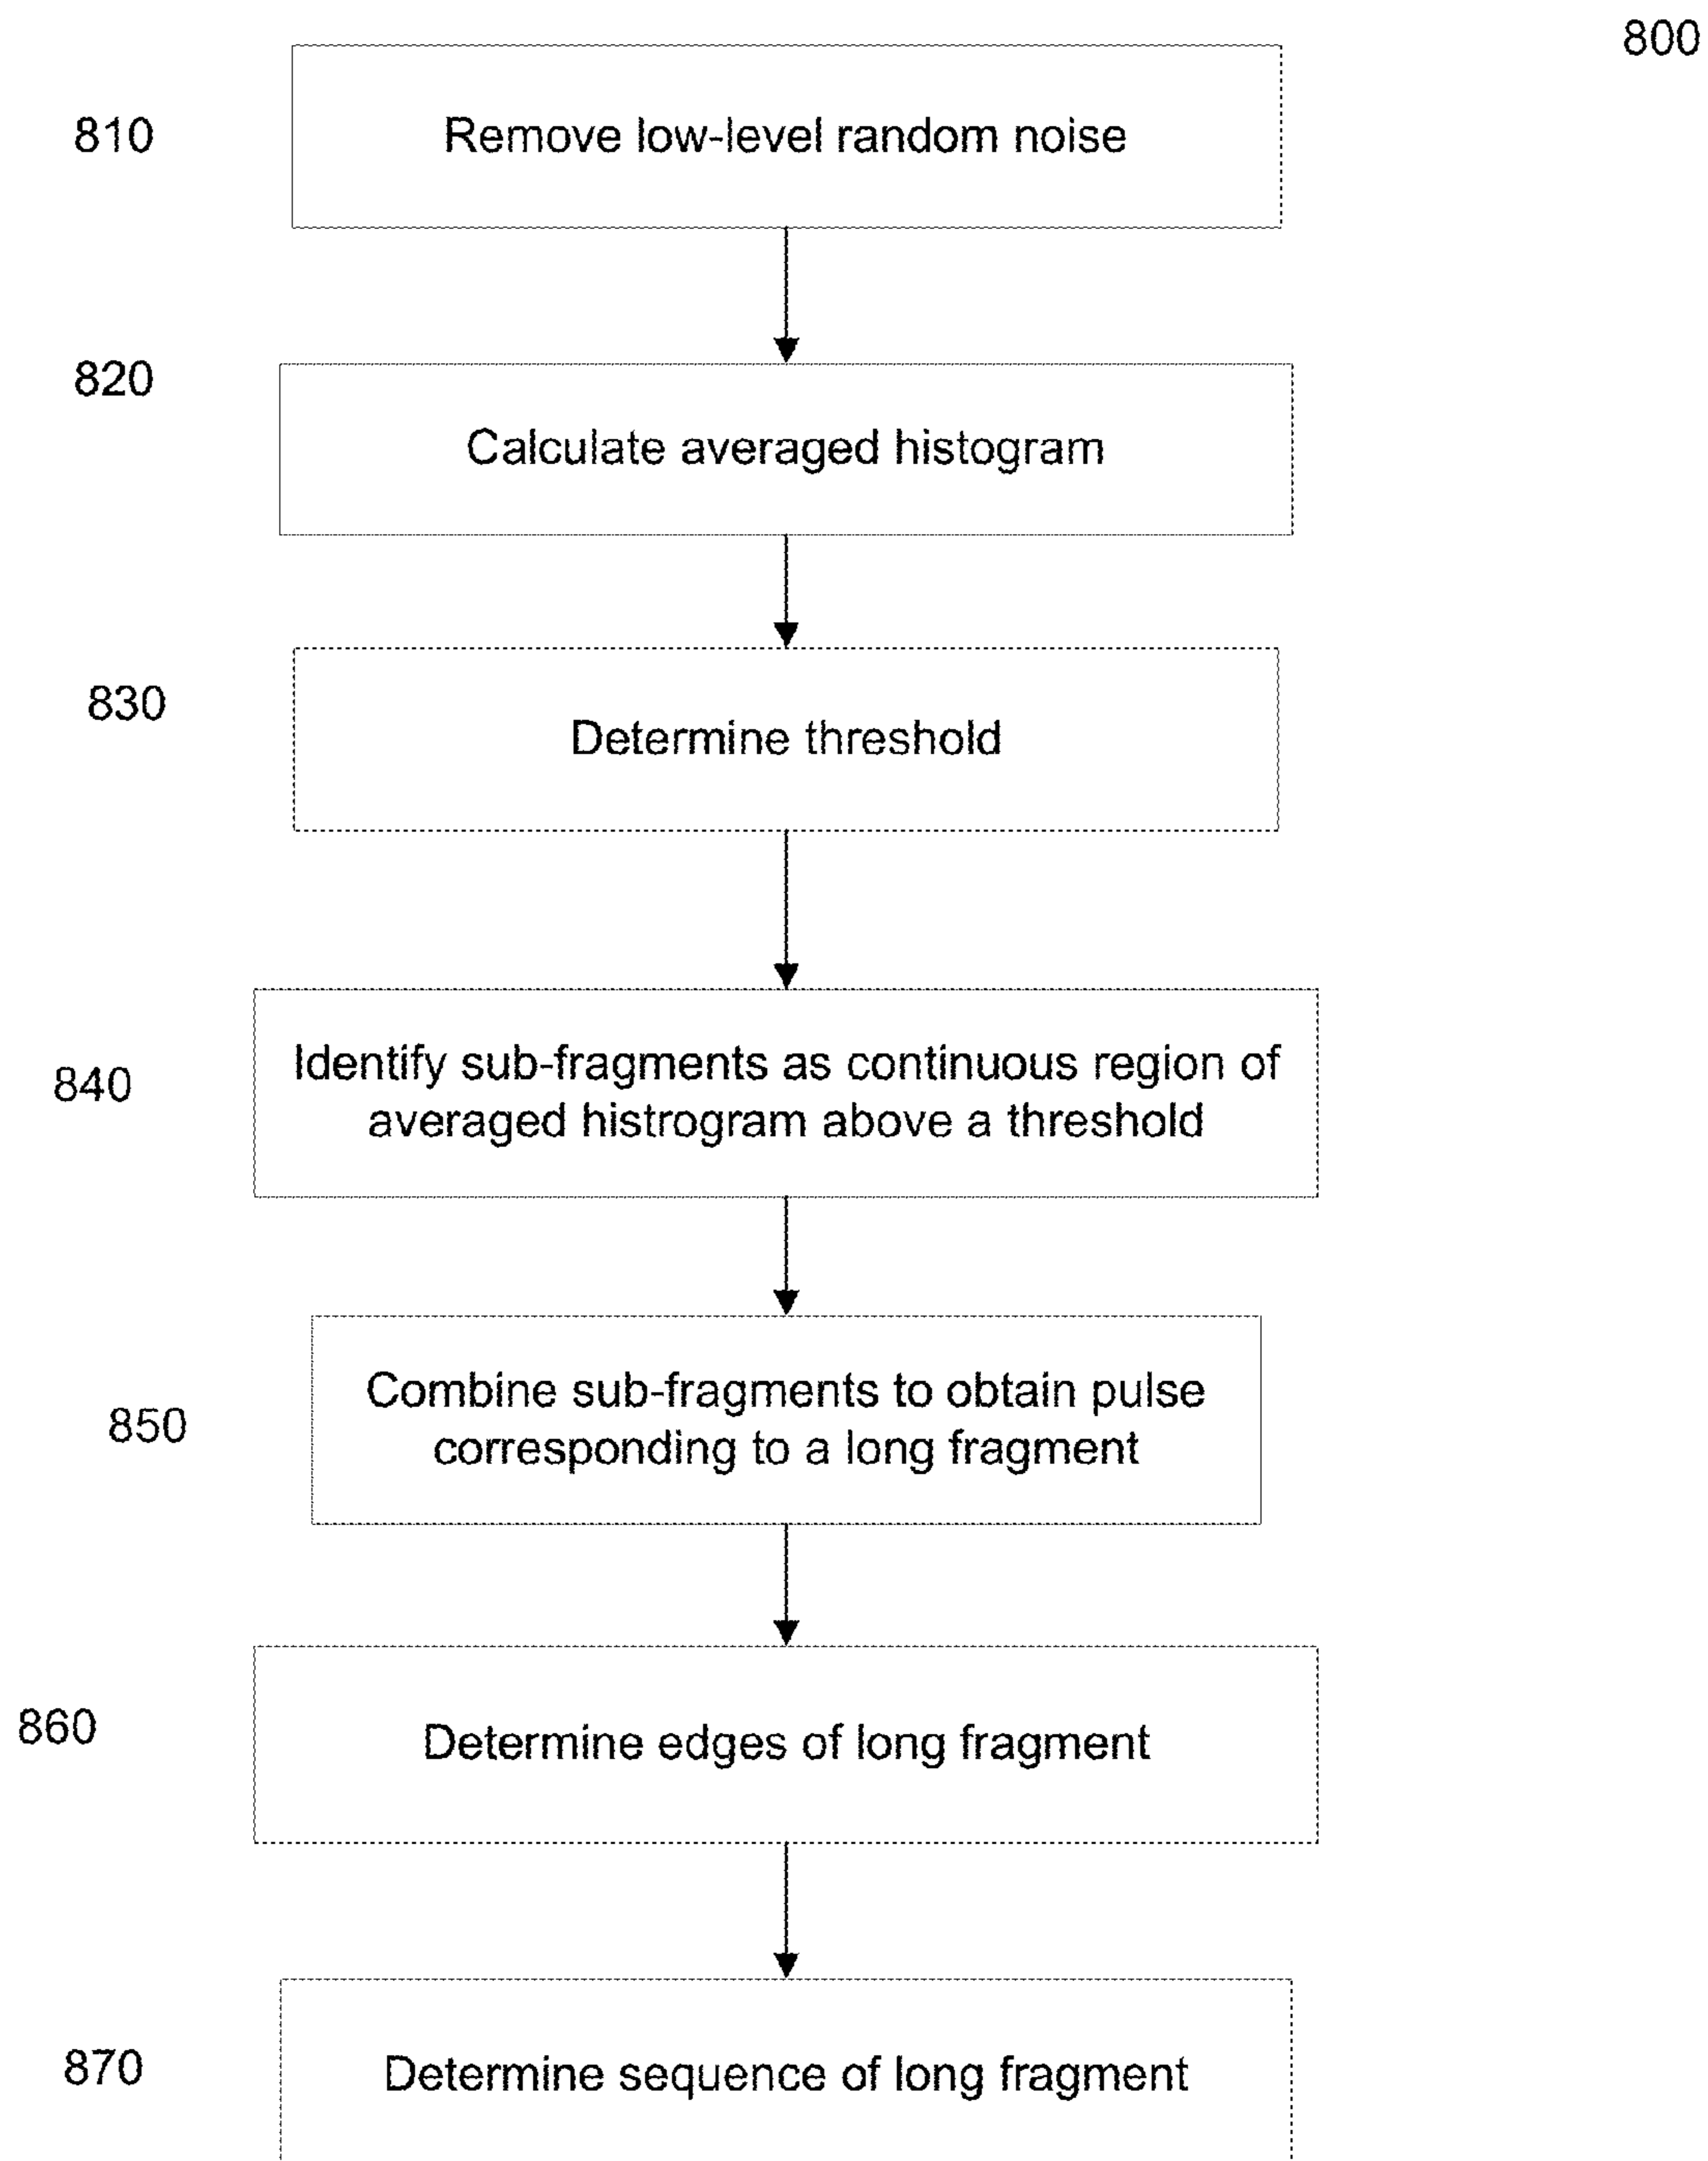 800
810
Remove low-level random noise
820
Calculate averaged histogram
830
Determine threshold
840
Identify sub-fragments as continuous region of
averaged histrogram above a threshold
850
Combine sub-fragments to obtain pulse
corresponding to a long fragment
860
Determine edges of long fragment
870
Determine sequence of long fragment